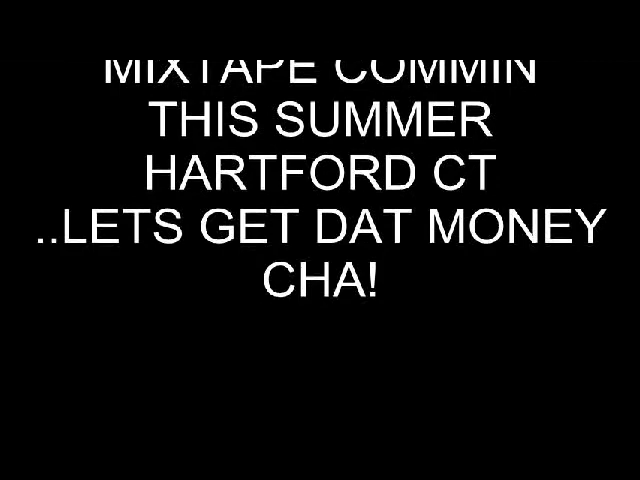 MIXTAPE COMMIN
THIS SUMMER
HARTFORD CT
..LETS GET DAT MONEY
CHA!